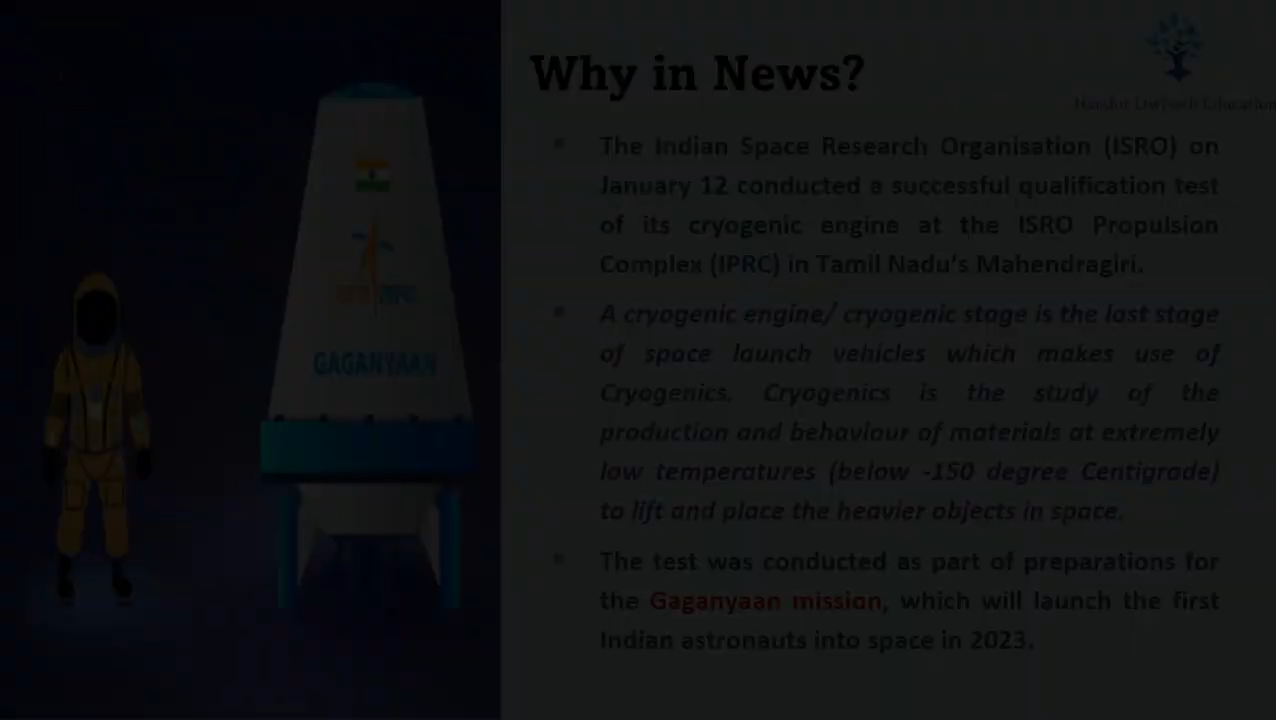 Why in News?
The Indian Space Research Organisation (ISRO) on
January 12 conducted a successful qualification test
of its cryogenic engine at the ISRO Propulsion
Complex (IPRC) in Tamil Nadu's Mahendragiri.
A cryogenic engine/ cryogenic stage is the last stage
of space launch vehicles which makes use of
Cryogenics. Cryogenics is the study of the
production and behaviour of materials at extremely
low temperatures (below -150 degree Centigrade)
to lift and place the heavier objects in space.
The test was conducted as part of preparations for
the Gaganyaan mission, which will launch the first
Indian astronauts into space in 2023.
GAGANYAAN
Education